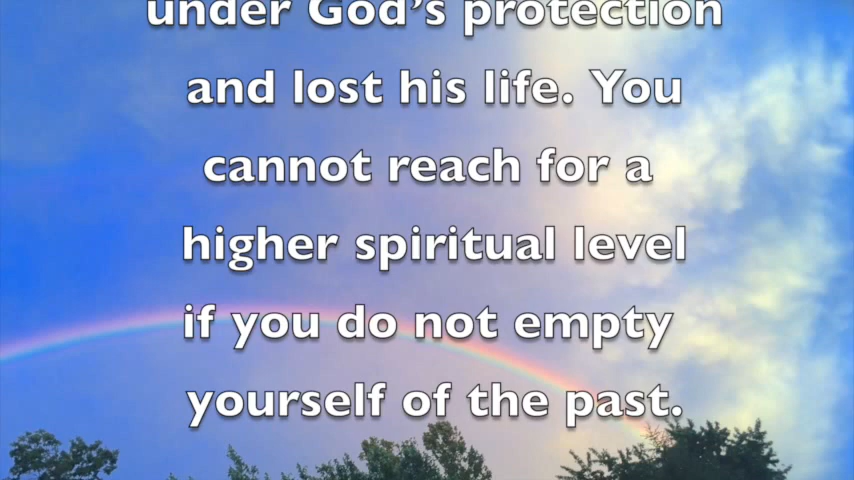 under God's protection
and lost his life. You
cannot reach for a
higher spiritual level
if you do not empty
yourself of the past.